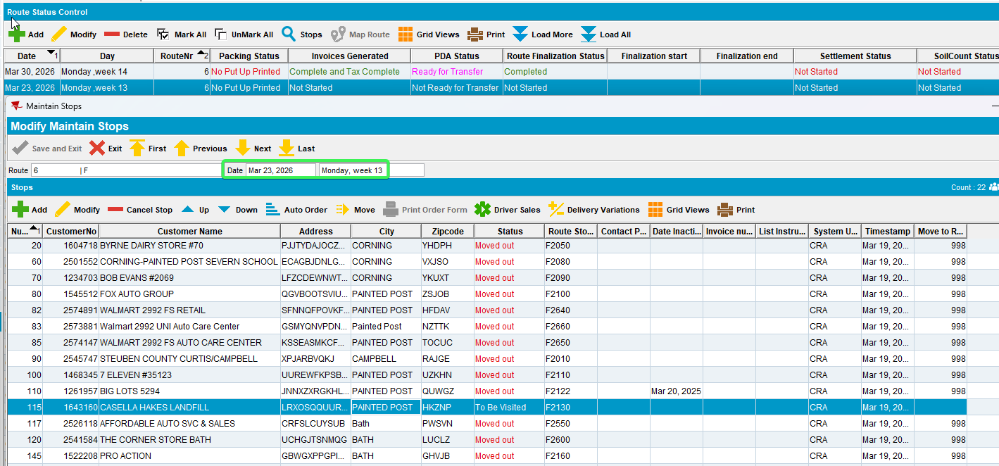 Route Status Control
Add Modify Delete Mark All UnMark All Stops Map Route Grid Views Print Load More Load All
Date 1 Day RouteNr 2 Packing Status Invoices Generated PDA Status Route Finalization Status Finalization start Finalization end Settlement Status SoilCount Status
Mar 30, 2026 Monday ,week 14 6 No Put Up Printed Complete and Tax Complete Ready for Transfer Completed Not Started Not Started
Mar 23, 2026 Monday ,week 13 6 No Put Up Printed Not Started Not Ready for Transfer Not Started Not Started Not Started
Maintain Stops
Modify Maintain Stops
Save and Exit Exit First Previous Next Last
Route 6 | F Date Mar 23, 2026 Monday, week 13
Stops Count : 22
Add Modify Cancel Stop Up Down Auto Order Move Print Order Form Driver Sales Delivery Variations Grid Views Print
Nu... 1 CustomerNo Customer Name Address City Zipcode Status Route Sto... Contact P... Date Inacti... Invoice nu... List Instru... System U... Timestamp Move to R...
20 1604718 BYRNE DAIRY STORE #70 PJJTYDAJOCZ... CORNING YHDPH Moved out F2050 CRA Mar 19, 20... 998
60 2501552 CORNING-PAINTED POST SEVERN SCHOOL ECAGBJDNLG... CORNING VXJSO Moved out F2080 CRA Mar 19, 20... 998
70 1234703 BOB EVANS #2069 LFZCDEWNWT... CORNING YKUXT Moved out F2090 CRA Mar 19, 20... 998
80 1545512 FOX AUTO GROUP QGVBOOTSVIU... PAINTED POST ZSJOB Moved out F2100 CRA Mar 19, 20... 998
82 2574891 WALMART 2992 FS RETAIL SFNNQFPOVKF... PAINTED POST HFDAV Moved out F2640 CRA Mar 19, 20... 998
83 2573881 Walmart 2992 UNI Auto Care Center GSMYQNVPDN... Painted Post NZTTK Moved out F2660 CRA Mar 19, 20... 998
85 2574147 WALMART 2992 FS AUTO CARE CENTER KSSEASMKCF... PAINTED POST TOCUC Moved out F2650 CRA Mar 19, 20... 998
90 2545747 STEUBEN COUNTY CURTIS/CAMPBELL XPJARBVQKJ CAMPBELL RAJGE Moved out F2010 CRA Mar 19, 20... 998
100 1468345 7 ELEVEN #35123 UUREWFKPSB... PAINTED POST UZKHN Moved out F2110 CRA Mar 19, 20... 998
110 1261957 BIG LOTS 5294 JNNXZXRGKHL... PAINTED POST QUWGZ Moved out F2122 Mar 20, 2025 CRA Mar 19, 20... 998
115 1643160 CASELLA HAKES LANDFILL LRXOSQQUUR... PAINTED POST HKZNP To Be Visited F2130 CRA Mar 19, 20...
117 2526118 AFFORDABLE AUTO SVC & SALES CRFSLCUYSUB Bath PWSVN Moved out F2550 CRA Mar 19, 20... 998
120 2541584 THE CORNER STORE BATH UCHGJTSNMQG BATH LUCLZ Moved out F2600 CRA Mar 19, 20... 998
145 1522208 PRO ACTION GBWGXPPGPI... BATH GHVJB Moved out F2160 CRA Mar 19, 20... 998